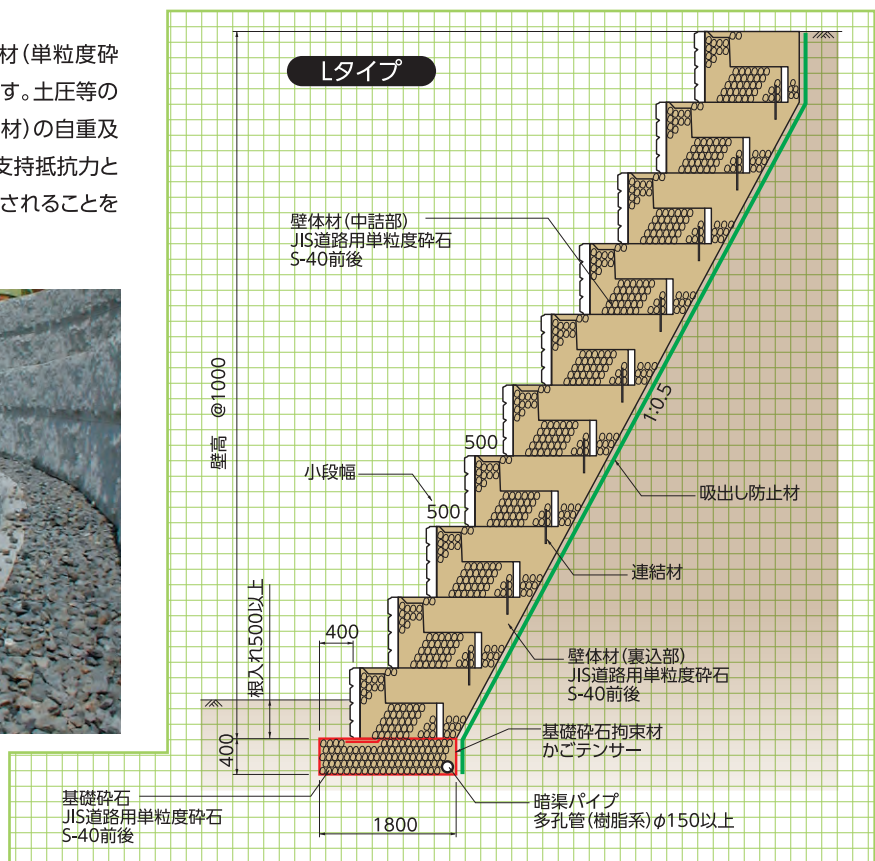 材(単粒度砕
す。土圧等の
材)の自重及
支持抵抗力と
されることを
Lタイプ
壁体材(中詰部)
JIS道路用単粒度砕石
S-40前後
壁高 @1000
1:0.5
500
小段幅
500
吹出し防止材
連結材
根入れ500以上
400
壁体材(裏込部)
JIS道路用単粒度砕石
S-40前後
基礎砕石拘束材
かごテンサー
400
基礎砕石
JIS道路用単粒度砕石
S-40前後
1800
暗渠パイプ
多孔管(樹脂系)φ150以上